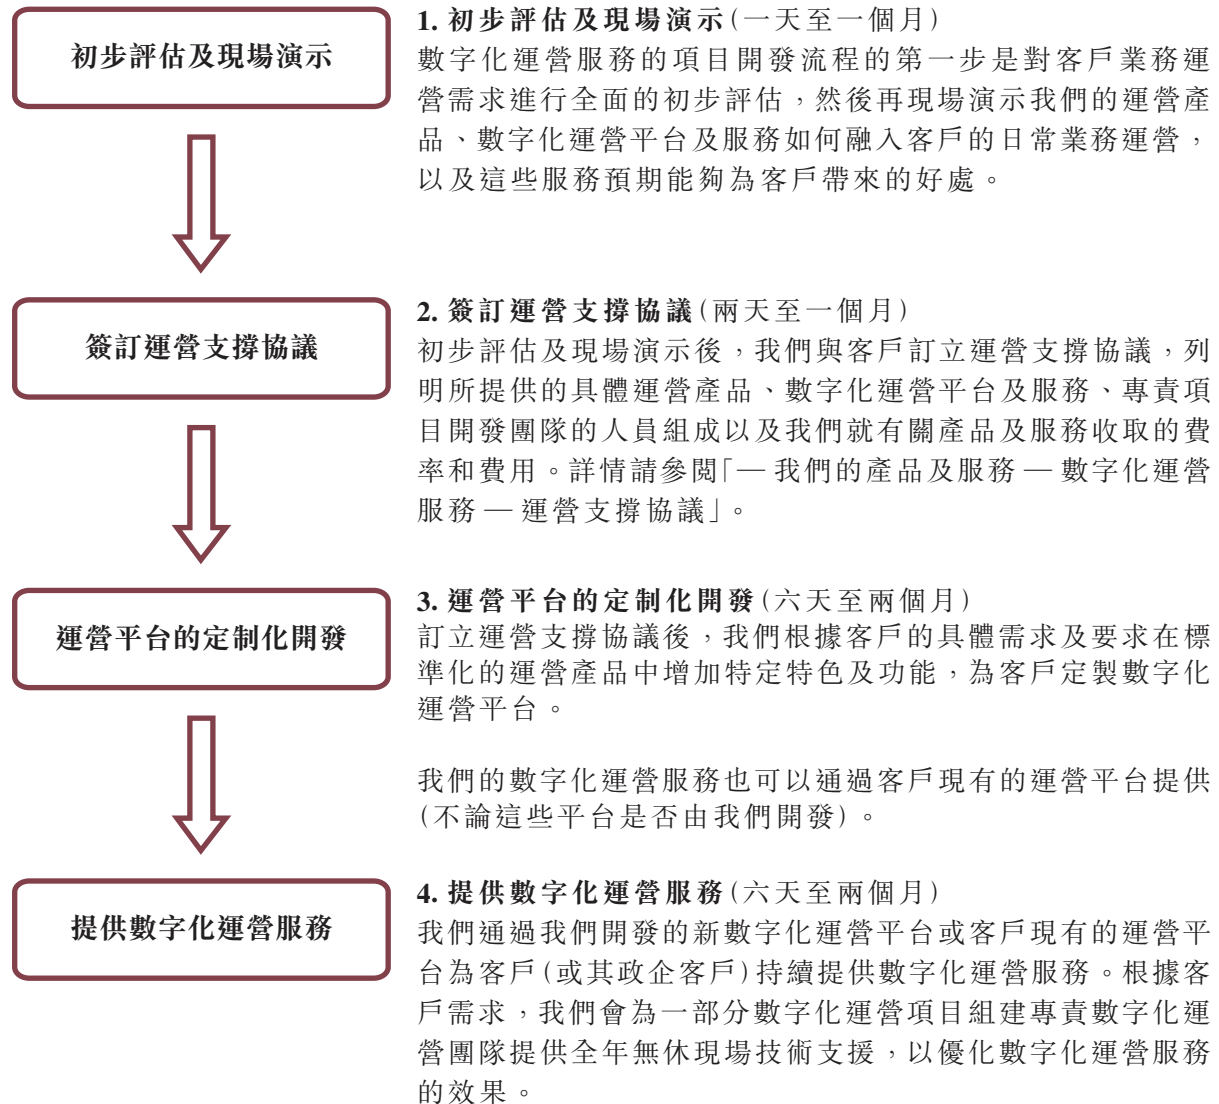 初步評估及現場演示
1. 初步評估及現場演示(一天至一個月)
數字化運營服務的項目開發流程的第一步是對客戶業務運
營需求進行全面的初步評估，然後再現場演示我們的運營產
品、數字化運營平台及服務如何融入客戶的日常業務運營，
以及這些服務預期能夠為客戶帶來的好處。
簽訂運營支撐協議
2. 簽訂運營支撐協議(兩天至一個月)
初步評估及現場演示後，我們與客戶訂立運營支撐協議，列
明所提供的具體運營產品、數字化運營平台及服務、專責項
目開發團隊的人員組成以及我們就有關產品及服務收取的費
率和費用。詳情請參閱「— 我們的產品及服務 — 數字化運營
服務 — 運營支撐協議」。
運營平台的定制化開發
3. 運營平台的定制化開發(六天至兩個月)
訂立運營支撐協議後，我們根據客戶的具體需求及要求在標
準化的運營產品中增加特定特色及功能，為客戶定製數字化
運營平台。
我們的數字化運營服務也可以通過客戶現有的運營平台提供
(不論這些平台是否由我們開發)。
提供數字化運營服務
4. 提供數字化運營服務(六天至兩個月)
我們通過我們開發的新數字化運營平台或客戶現有的運營平
台為客戶(或其政企客戶)持續提供數字化運營服務。根據客
戶需求，我們會為一部分數字化運營項目組建專責數字化運
營團隊提供全年無休現場技術支援，以優化數字化運營服務
的效果。